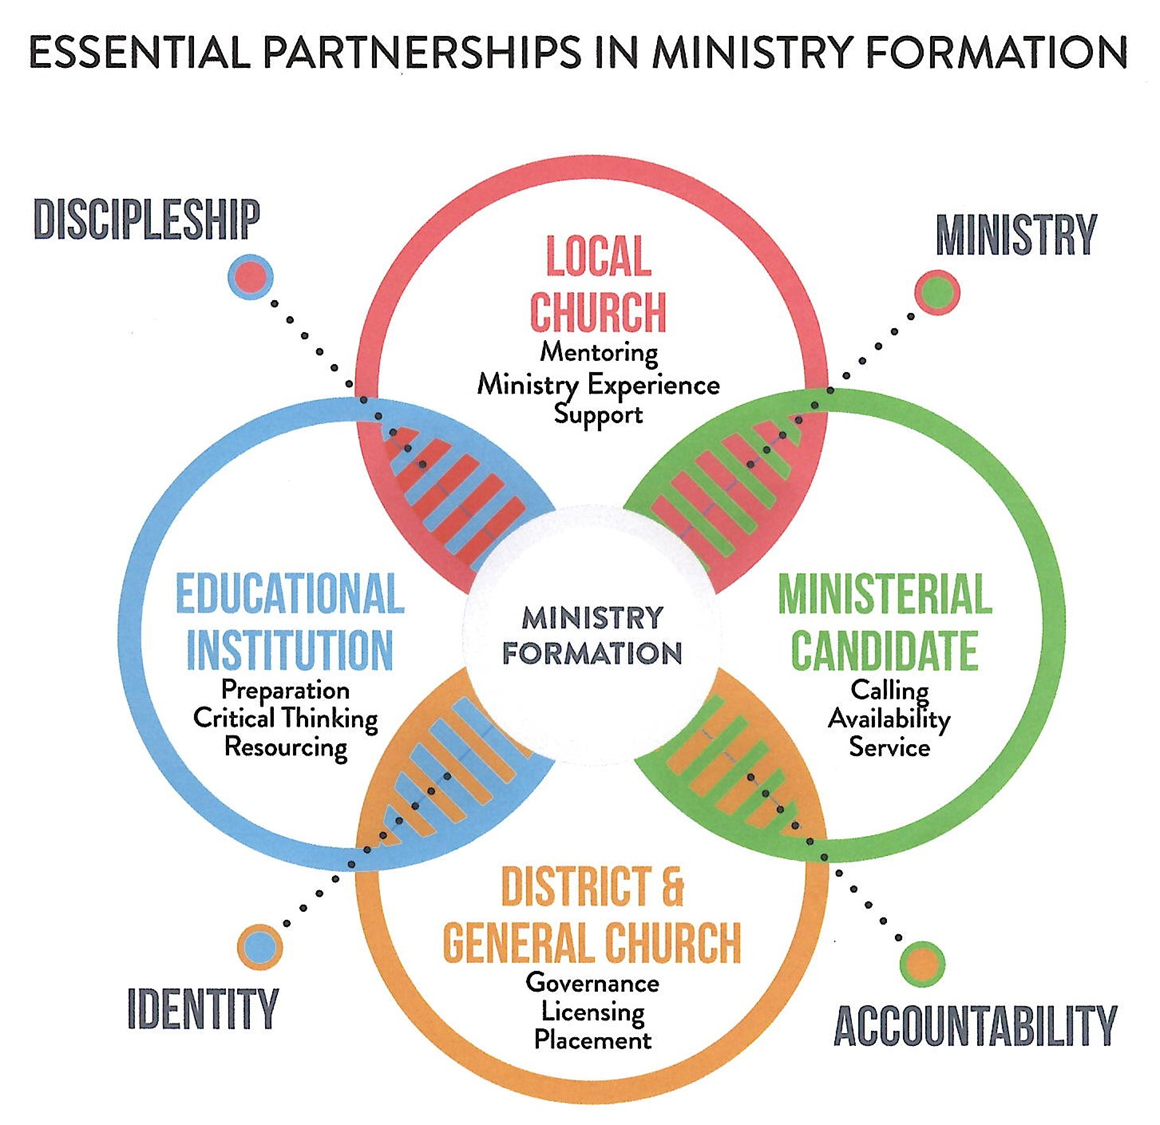 ESSENTIAL PARTNERSHIPS IN MINISTRY FORMATION
DISCIPLESHIP
MINISTRY
LOCAL
CHURCH
Mentoring
Ministry Experience
Support
EDUCATIONAL
INSTITUTION
Preparation
Critical Thinking
Resourcing
MINISTRY
FORMATION
MINISTERIAL
CANDIDATE
Calling
Availability
Service
DISTRICT &
GENERAL CHURCH
Governance
Licensing
Placement
IDENTITY
ACCOUNTABILITY